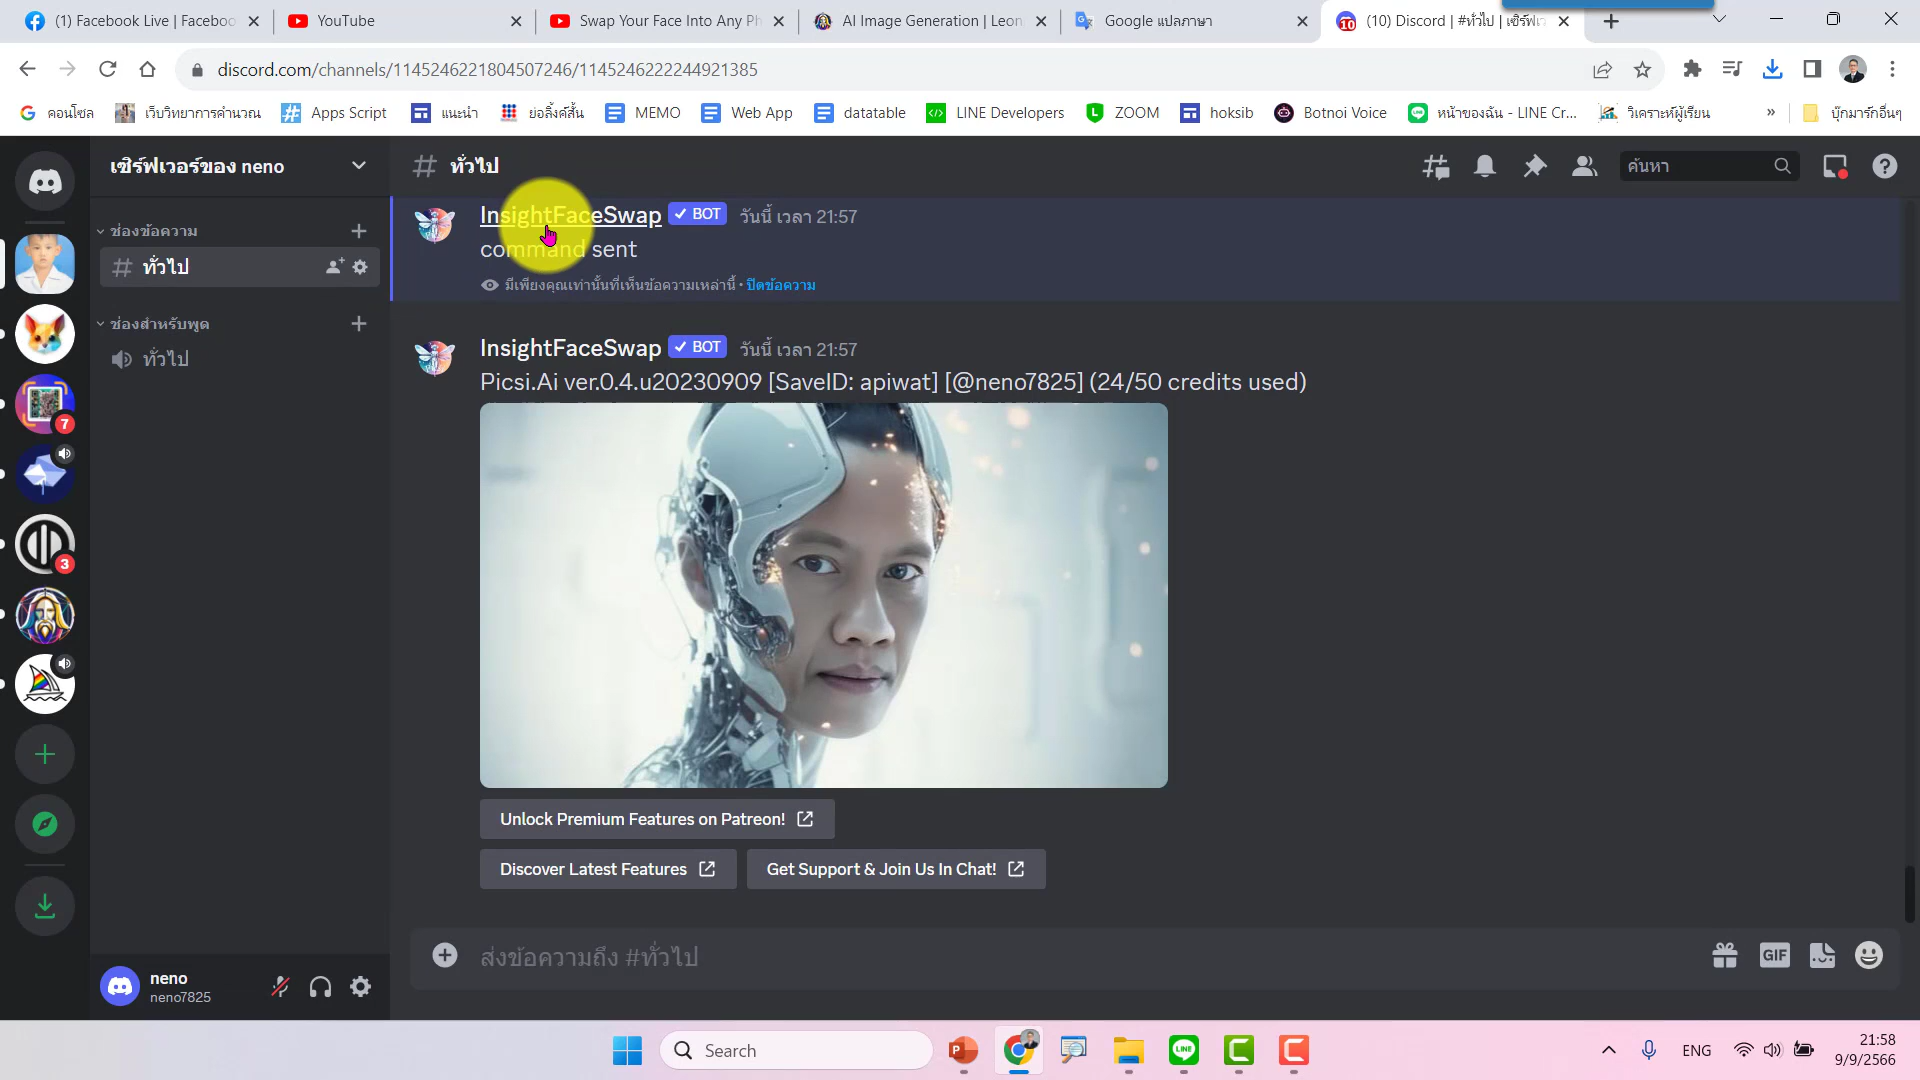 (1) Facebook Live | Faceboo
YouTube
Swap Your Face Into Any Ph
AI Image Generation | Leon
Google แปลภาษา
(10) Discord | #ทั่วไป | เซิร์ฟเว
discord.com/channels/1145246221804507246/1145246222244921385
คอนโซล
เว็บวิทยาการคำนวณ
Apps Script
แนะนำ
ย่อลิ้งค์สั้น
MEMO
Web App
datatable
LINE Developers
ZOOM
hoksib
Botnoi Voice
หน้าของฉัน - LINE Cr...
วิเคราะห์ผู้เรียน
»
บุ๊กมาร์กอื่นๆ
เซิร์ฟเวอร์ของ neno
# ทั่วไป
ค้นหา
ช่องข้อความ
# ทั่วไป
ช่องสำหรับพูด
ทั่วไป
7
3
InsightFaceSwap ✓ BOT วันนี้ เวลา 21:57
command sent
มีเพียงคุณเท่านั้นที่เห็นข้อความเหล่านี้ • ปิดข้อความ
InsightFaceSwap ✓ BOT วันนี้ เวลา 21:57
Picsi.Ai ver.0.4.u20230909 [SaveID: apiwat] [@neno7825] (24/50 credits used)
Unlock Premium Features on Patreon!
Discover Latest Features
Get Support & Join Us In Chat!
ส่งข้อความถึง #ทั่วไป
GIF
neno
neno7825
Search
ENG
21:58
9/9/2566